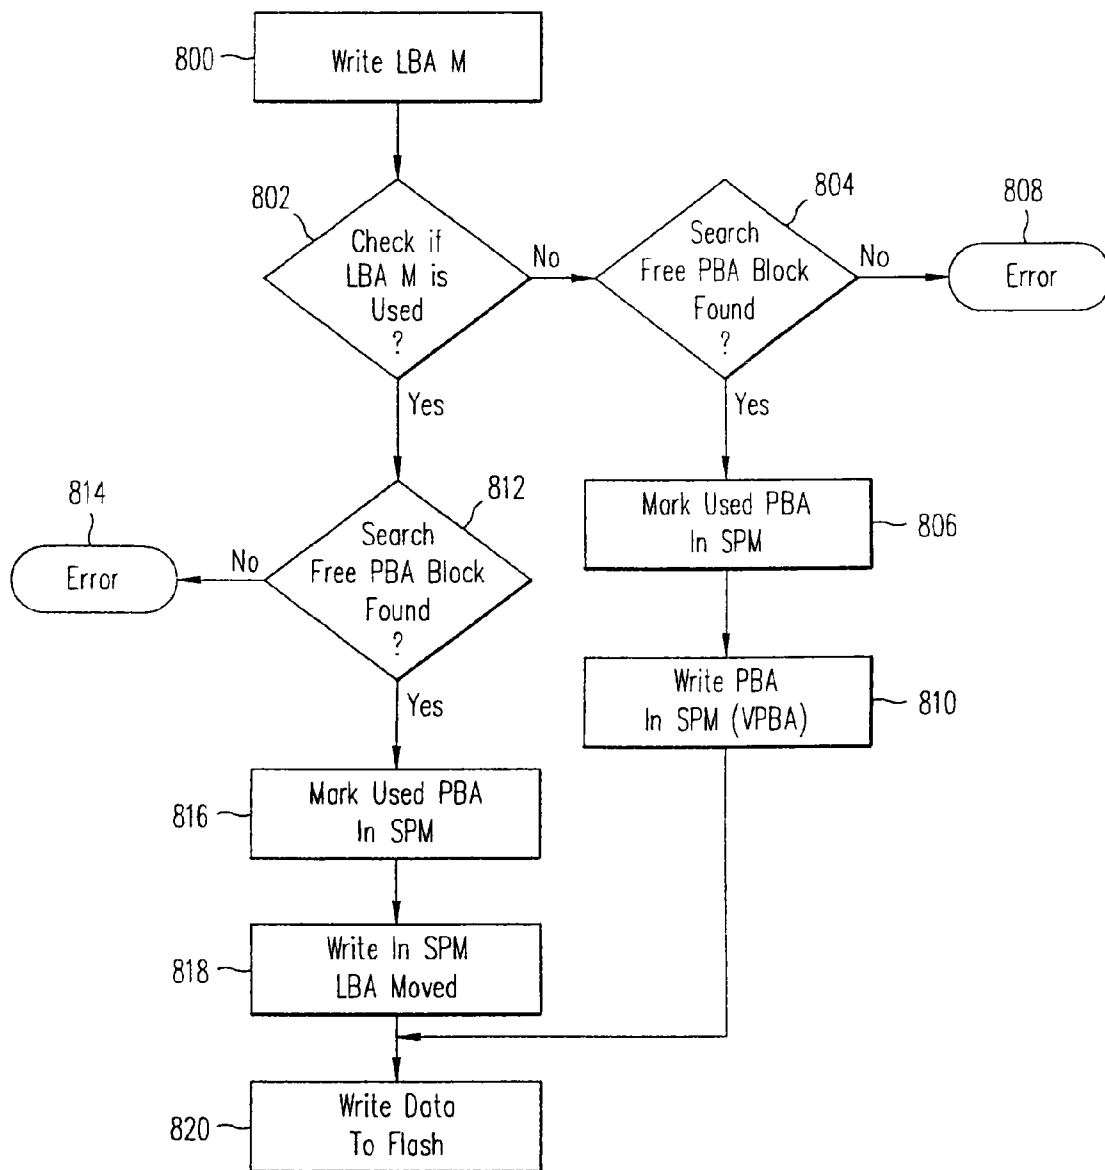 800
Write LBA M
802
Check if
LBA M is
Used
?
No
Yes
804
Search
Free PBA Block
Found
?
No
Yes
808
Error
812
Search
Free PBA Block
Found
?
No
Yes
814
Error
Mark Used PBA
In SPM
806
Write PBA
In SPM (VPBA)
810
816
Mark Used PBA
In SPM
818
Write In SPM
LBA Moved
820
Write Data
To Flash